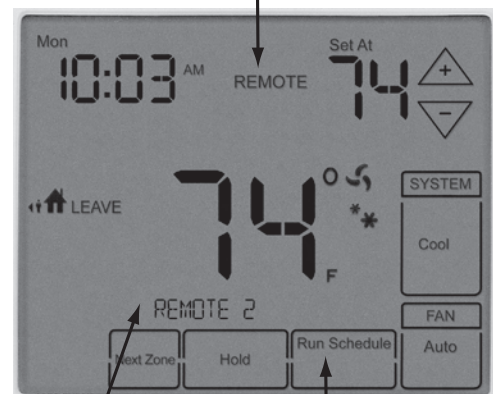 Mon
Set At
10:03 AM
REMOTE
74
+
−
74° F
LEAVE
SYSTEM
Cool
REMOTE 2
FAN
Auto
Next Zone
Hold
Run Schedule